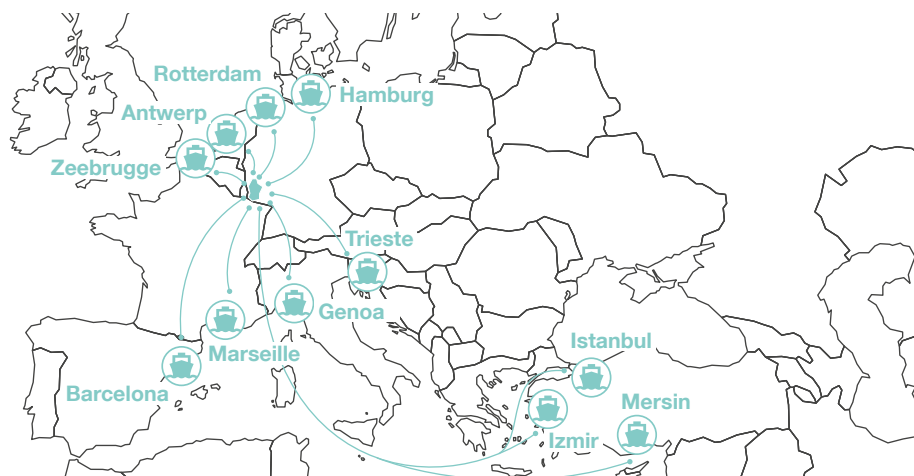 Rotterdam
Hamburg
Antwerp
Zeebrugge
Trieste
Genoa
Istanbul
Marseille
Barcelona
Mersin
Izmir